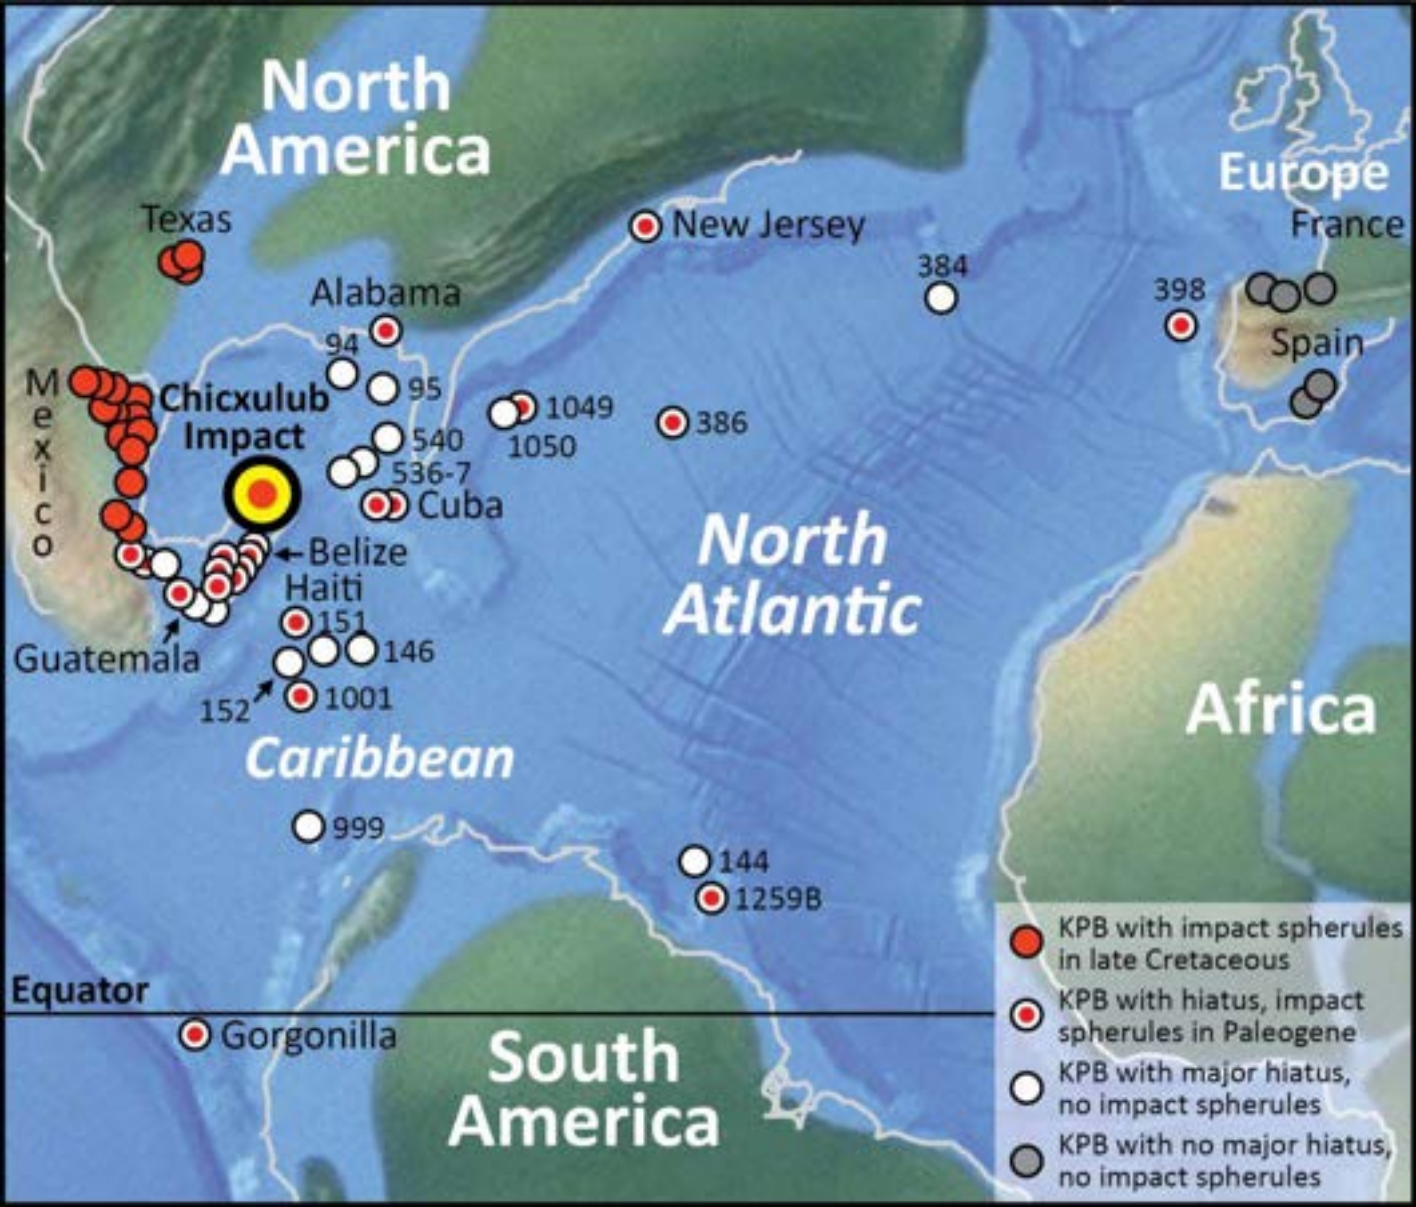 North
America
Europe
France
Texas
New Jersey
384
398
Alabama
94
Spain
95
Mexico
Chicxulub
Impact
1049
386
540
1050
536-7
Cuba
North
Atlantic
Belize
Haiti
151
Guatemala
146
152
1001
Africa
Caribbean
999
144
1259B
Equator
Gorgonilla
South
America
KPB with impact spherules
in late Cretaceous
KPB with hiatus, impact
spherules in Paleogene
KPB with major hiatus,
no impact spherules
KPB with no major hiatus,
no impact spherules